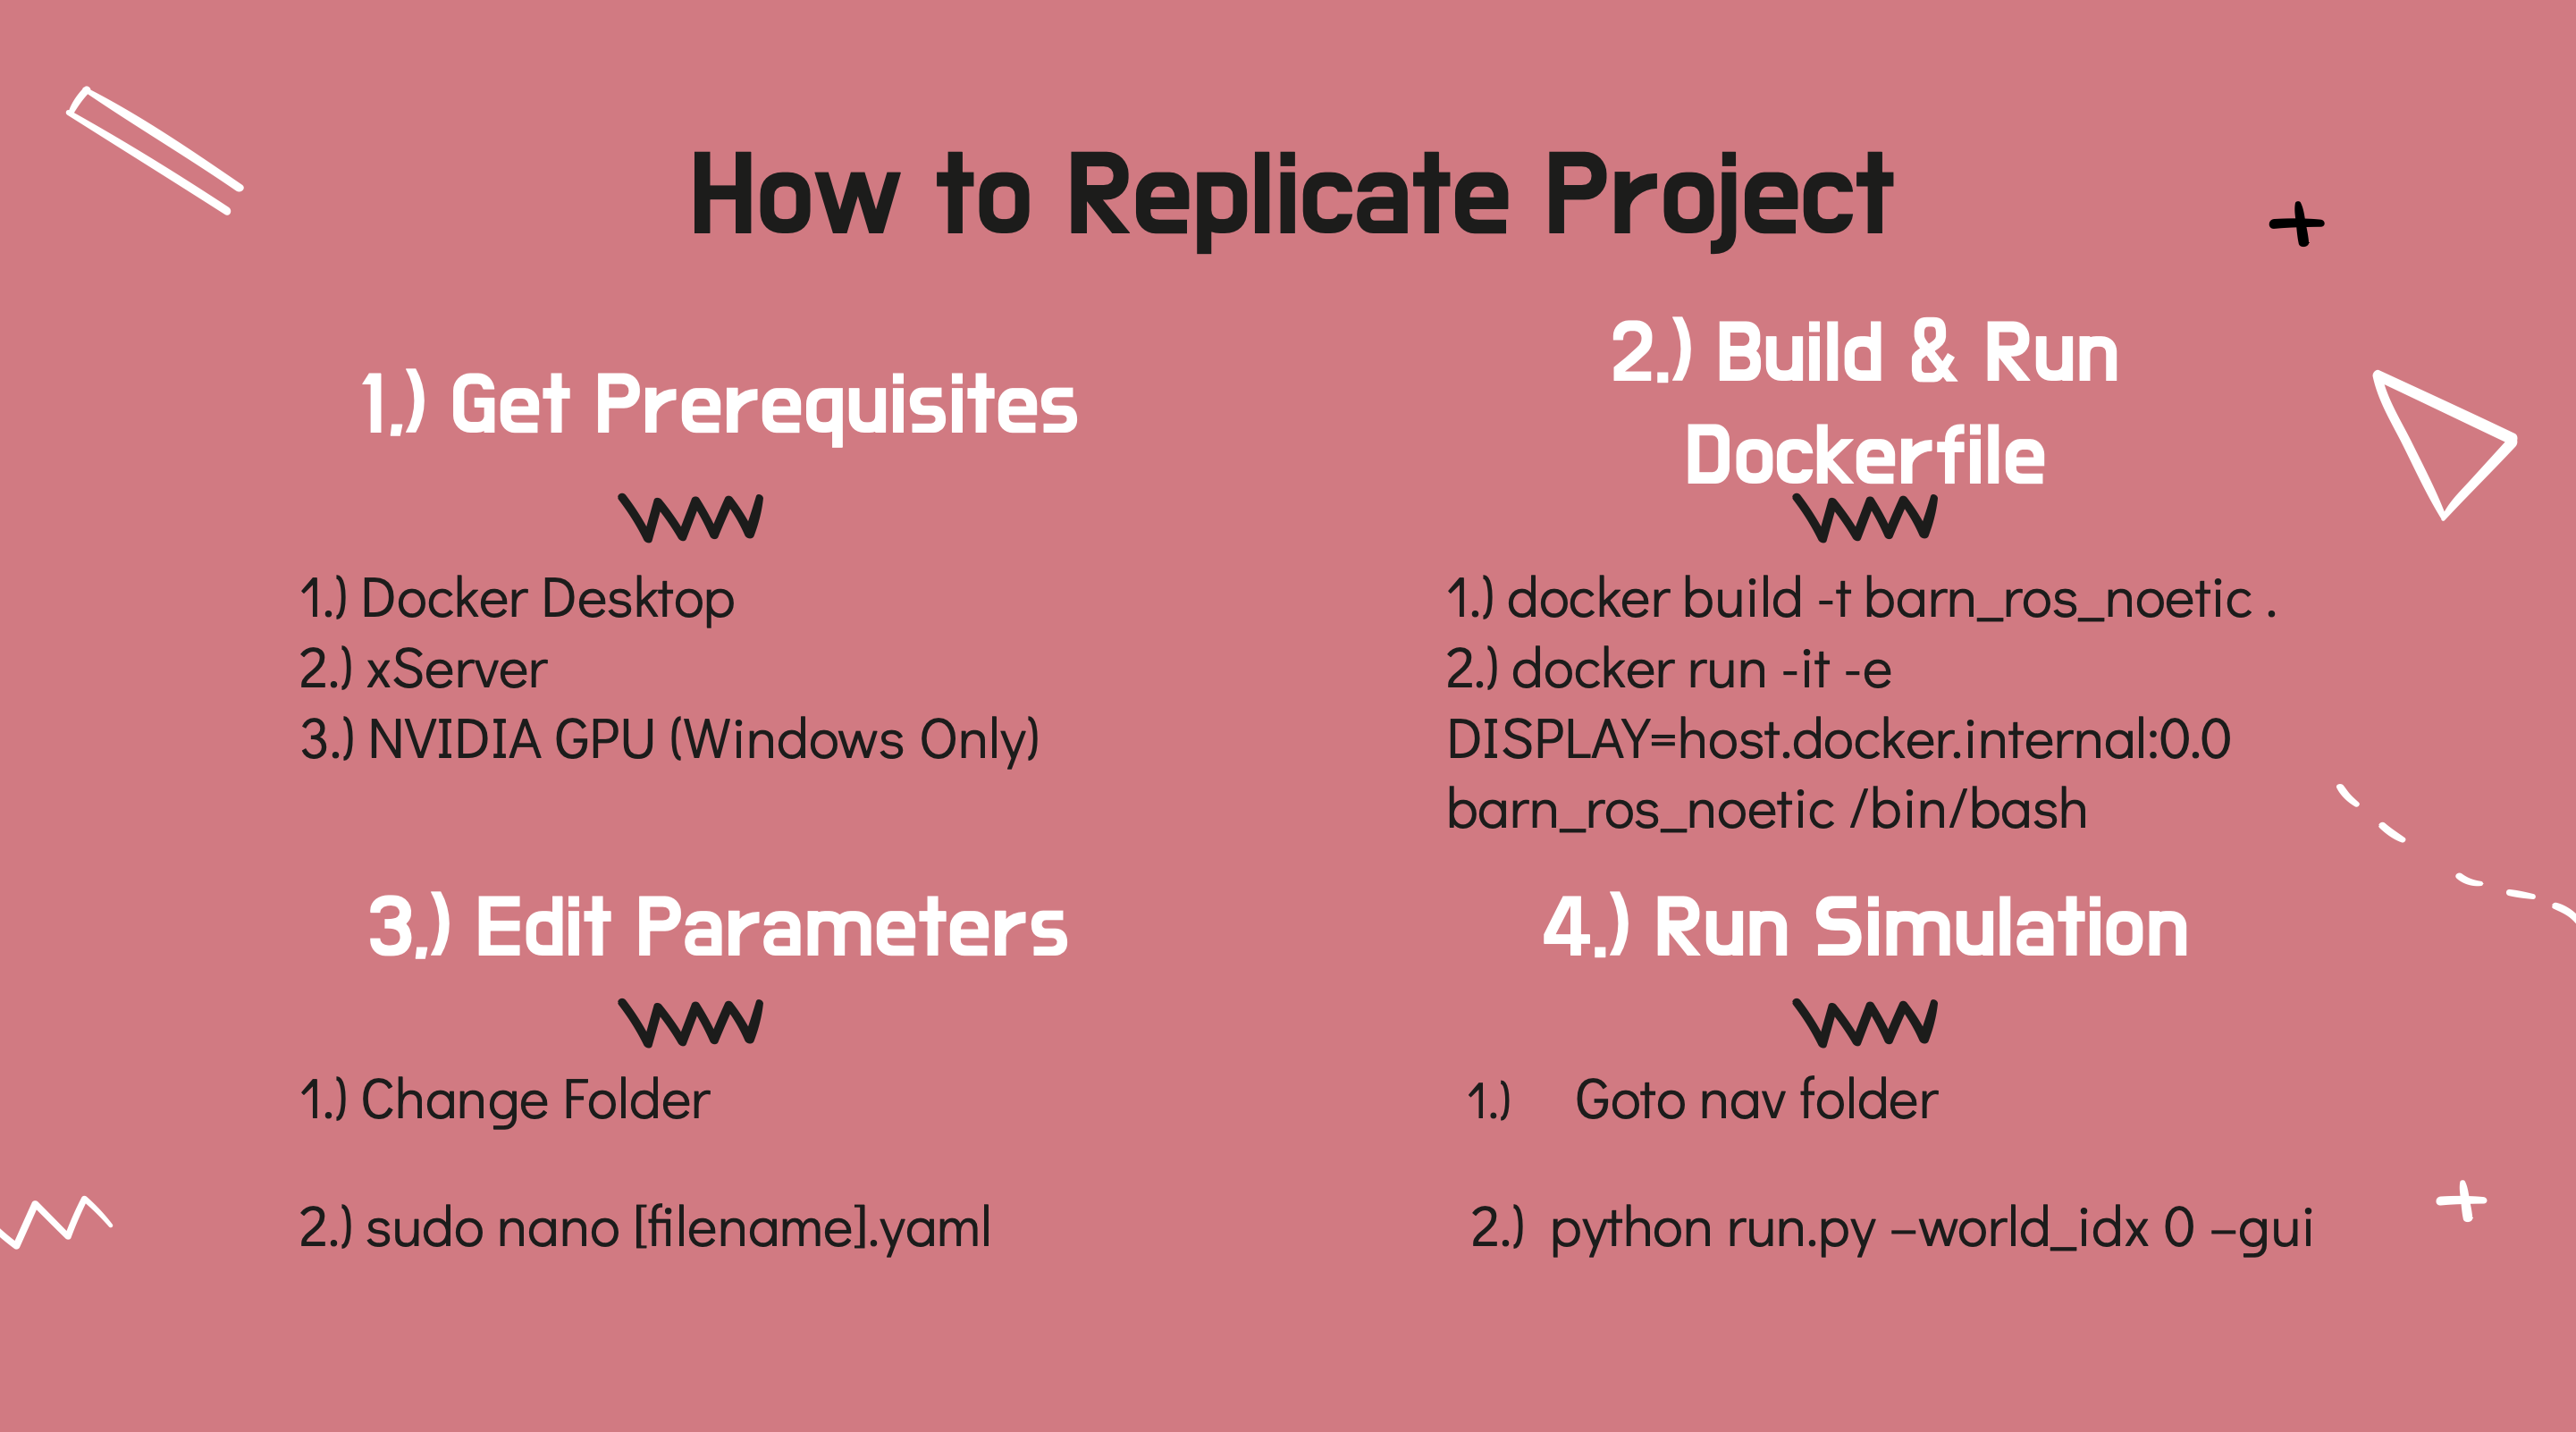 How to Replicate Project
1.) Get Prerequisites
1.) Docker Desktop
2.) xServer
3.) NVIDIA GPU (Windows Only)
2.) Build & Run
Dockerfile
1.) docker build -t barn_ros_noetic .
2.) docker run -it -e
DISPLAY=host.docker.internal:0.0
barn_ros_noetic /bin/bash
3.) Edit Parameters
1.) Change Folder
2.) sudo nano [filename].yaml
4.) Run Simulation
1.) Goto nav folder
2.) python run.py –world_idx 0 –gui